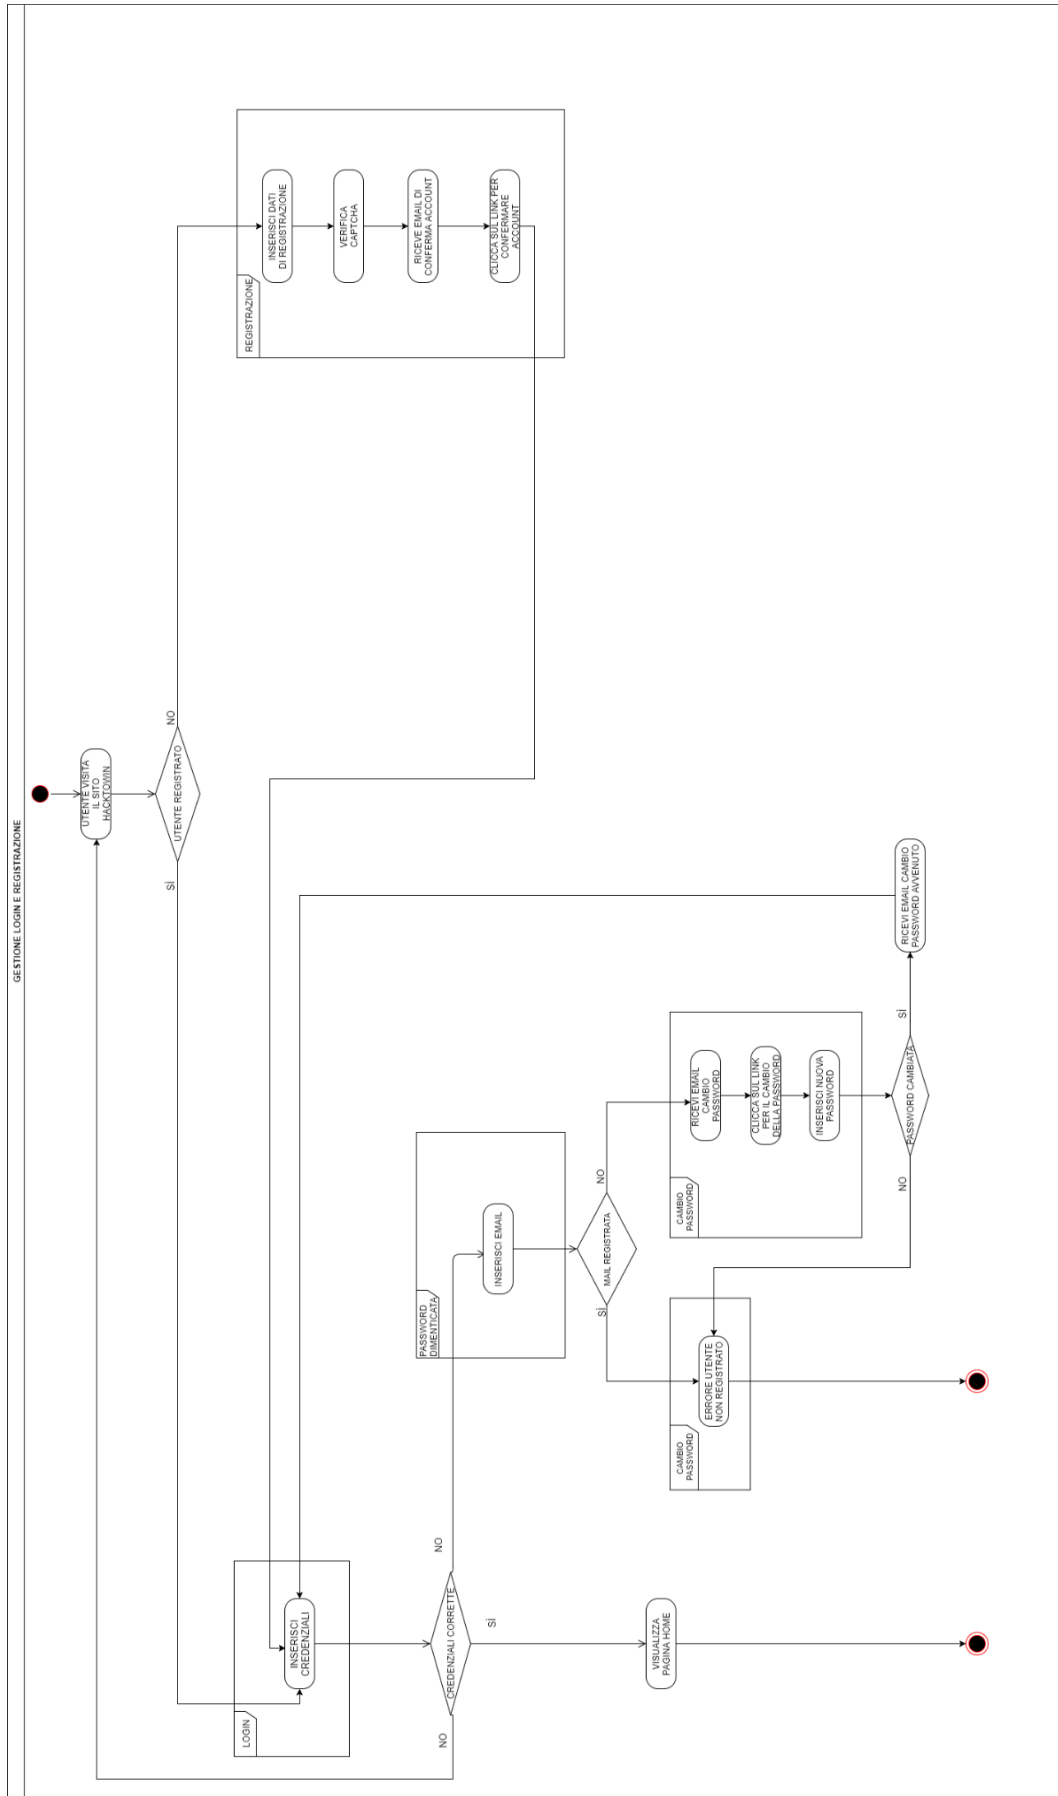 GESTIONE LOGIN E REGISTRAZIONE
UTENTE VISITA
IL SITO
HACKTOWIN
UTENTE REGISTRATO
NO
SÌ
REGISTRAZIONE
INSERISCI DATI
DI REGISTRAZIONE
VERIFICA
CAPTCHA
RICEVE EMAIL DI
CONFERMA ACCOUNT
CLICCA SUL LINK PER
CONFERMARE
ACCOUNT
LOGIN
INSERISCI
CREDENZIALI
CREDENZIALI CORRETTE
NO
NO
SÌ
VISUALIZZA
PAGINA HOME
PASSWORD
DIMENTICATA
INSERISCI EMAIL
MAIL REGISTRATA
SÌ
NO
CAMBIO
PASSWORD
ERRORE UTENTE
NON REGISTRATO
CAMBIO
PASSWORD
RICEVI EMAIL
CAMBIO
PASSWORD
CLICCA SUL LINK
PER IL CAMBIO
DELLA PASSWORD
INSERISCI NUOVA
PASSWORD
PASSWORD CAMBIATA
NO
SÌ
RICEVI EMAIL CAMBIO
PASSWORD AVVENUTO